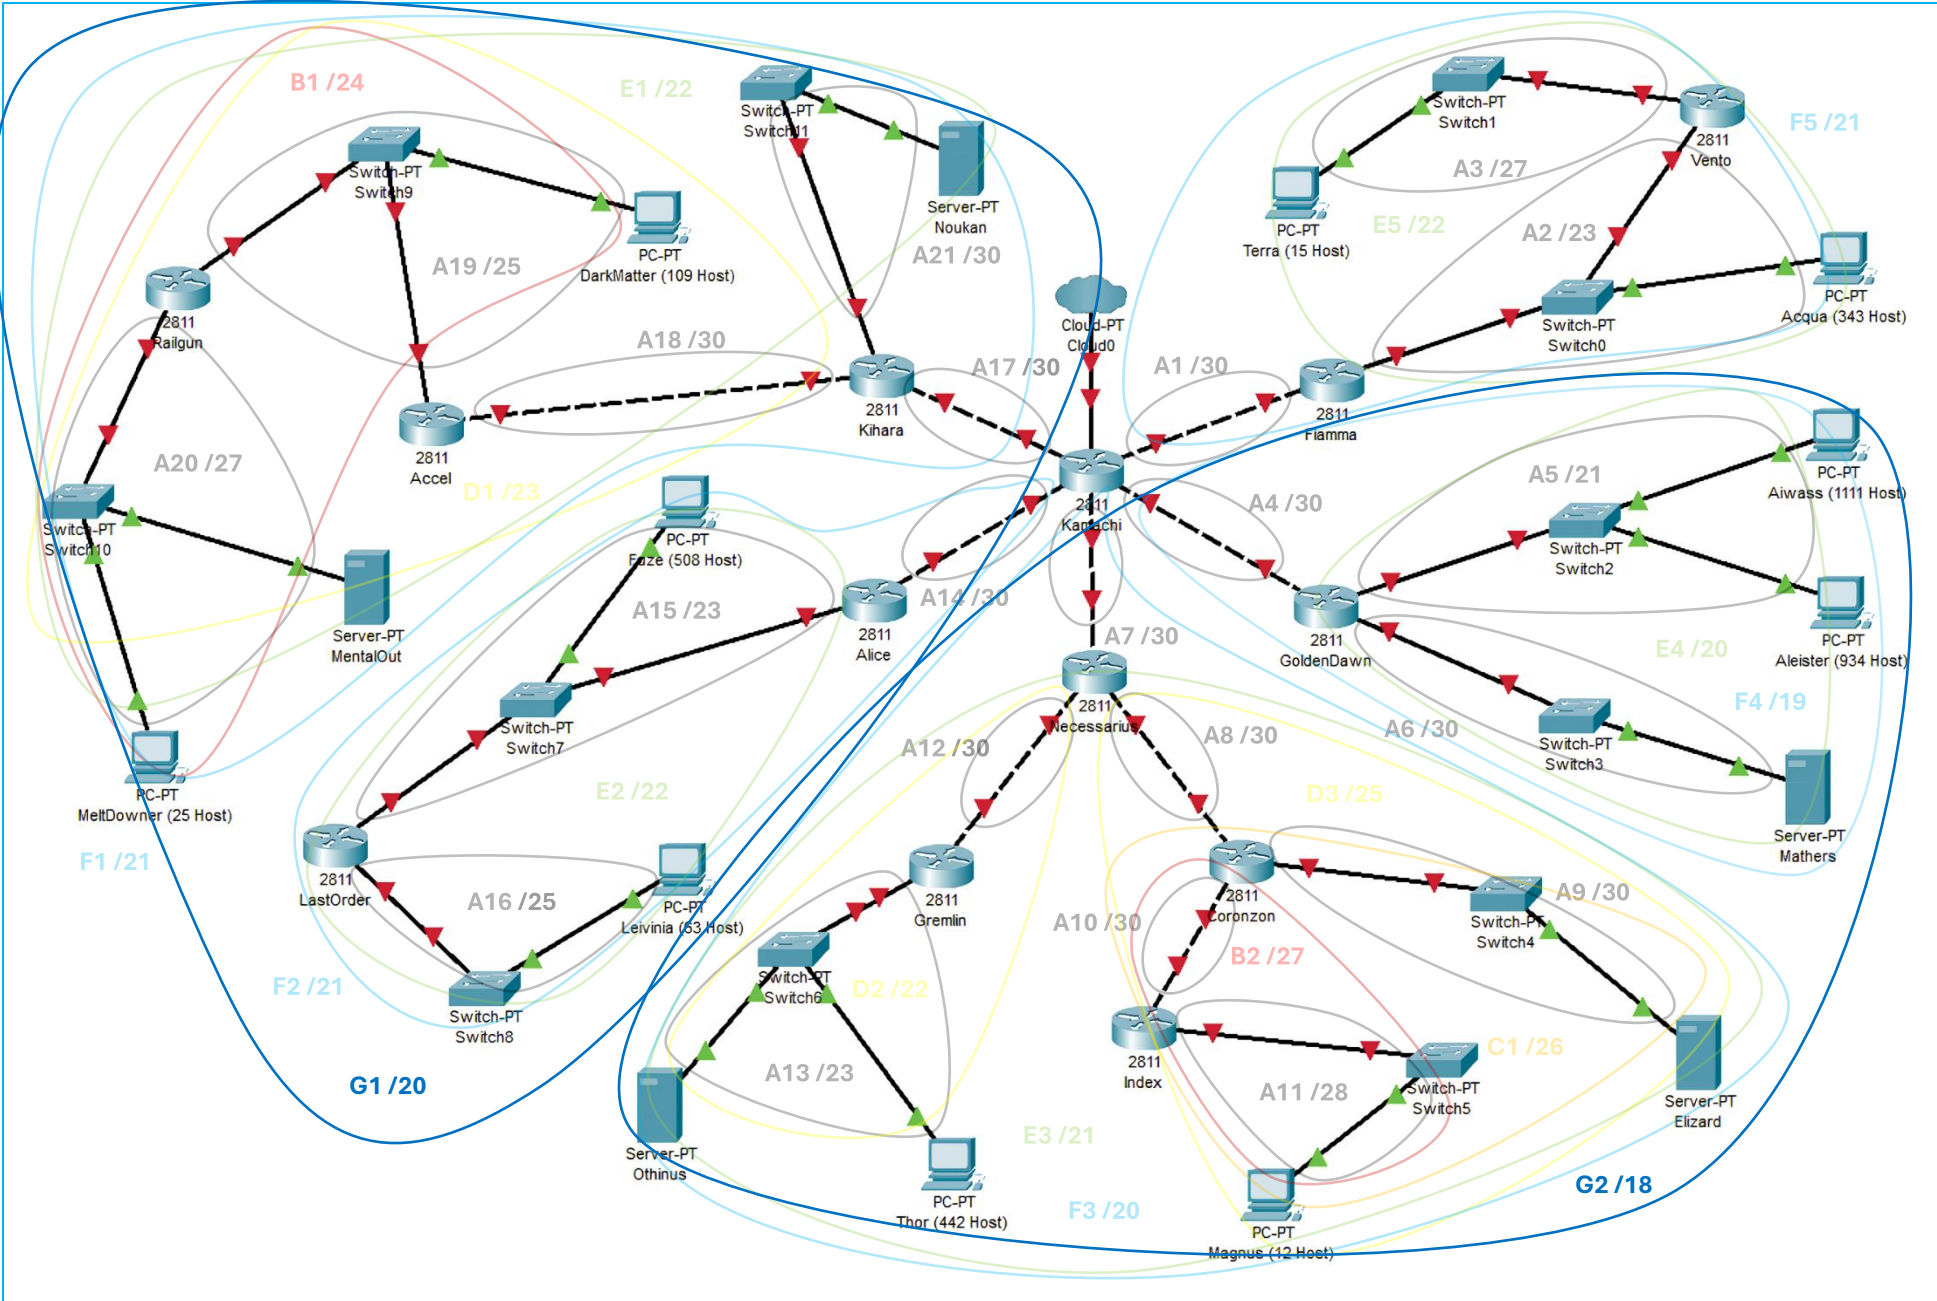 B1 /24
E1 /22
Switch-PT
Switch11
Switch-PT
Switch1
2811
Vento
F5 /21
Switch-PT
Switch9
A3 /27
Server-PT
Noukan
PC-PT
Terra (15 Host)
E5 /22
A2 /23
PC-PT
DarkMatter (109 Host)
A19 /25
A21 /30
2811
Railgun
Cloud-PT
Cloud0
Switch-PT
Switch0
PC-PT
Acqua (343 Host)
A18 /30
A17 /30
A1 /30
2811
Kihara
2811
Fiamma
2811
Accel
A20 /27
D1 /23
Switch-PT
Switch10
2811
Kamachi
A4 /30
A5 /21
PC-PT
Aiwass (1111 Host)
PC-PT
Fuze (508 Host)
Switch-PT
Switch2
A15 /23
A14 /30
2811
Alice
A7 /30
2811
GoldenDawn
PC-PT
Aleister (934 Host)
E4 /20
Server-PT
MentalOut
Switch-PT
Switch7
2811
Necessarius
A12 /30
A8 /30
A6 /30
F4 /19
Switch-PT
Switch3
PC-PT
MeltDowner (25 Host)
E2 /22
D3 /25
Server-PT
Mathers
F1 /21
2811
LastOrder
A16 /25
PC-PT
Leivinia (53 Host)
2811
Gremlin
2811
Coronzon
A9 /30
A10 /30
Switch-PT
Switch4
B2 /27
F2 /21
Switch-PT
Switch8
Switch-PT
Switch6
D2 /22
C1 /26
2811
Index
A13 /23
A11 /28
Switch-PT
Switch5
G1 /20
Server-PT
Elizard
E3 /21
Server-PT
Othinus
G2 /18
PC-PT
Thor (442 Host)
F3 /20
PC-PT
Magnus (12 Host)